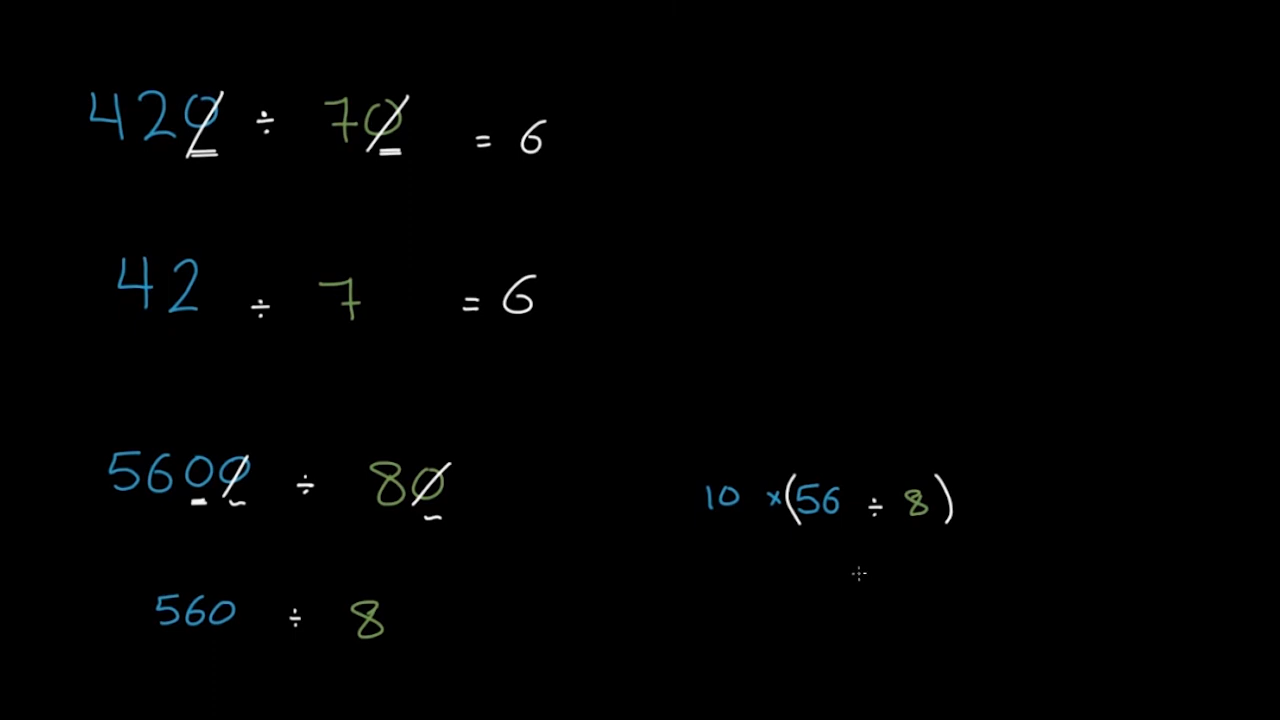 420 ÷ 70 = 6
42 ÷ 7 = 6
5600 ÷ 80
10 ×(56 ÷ 8)
560 ÷ 8